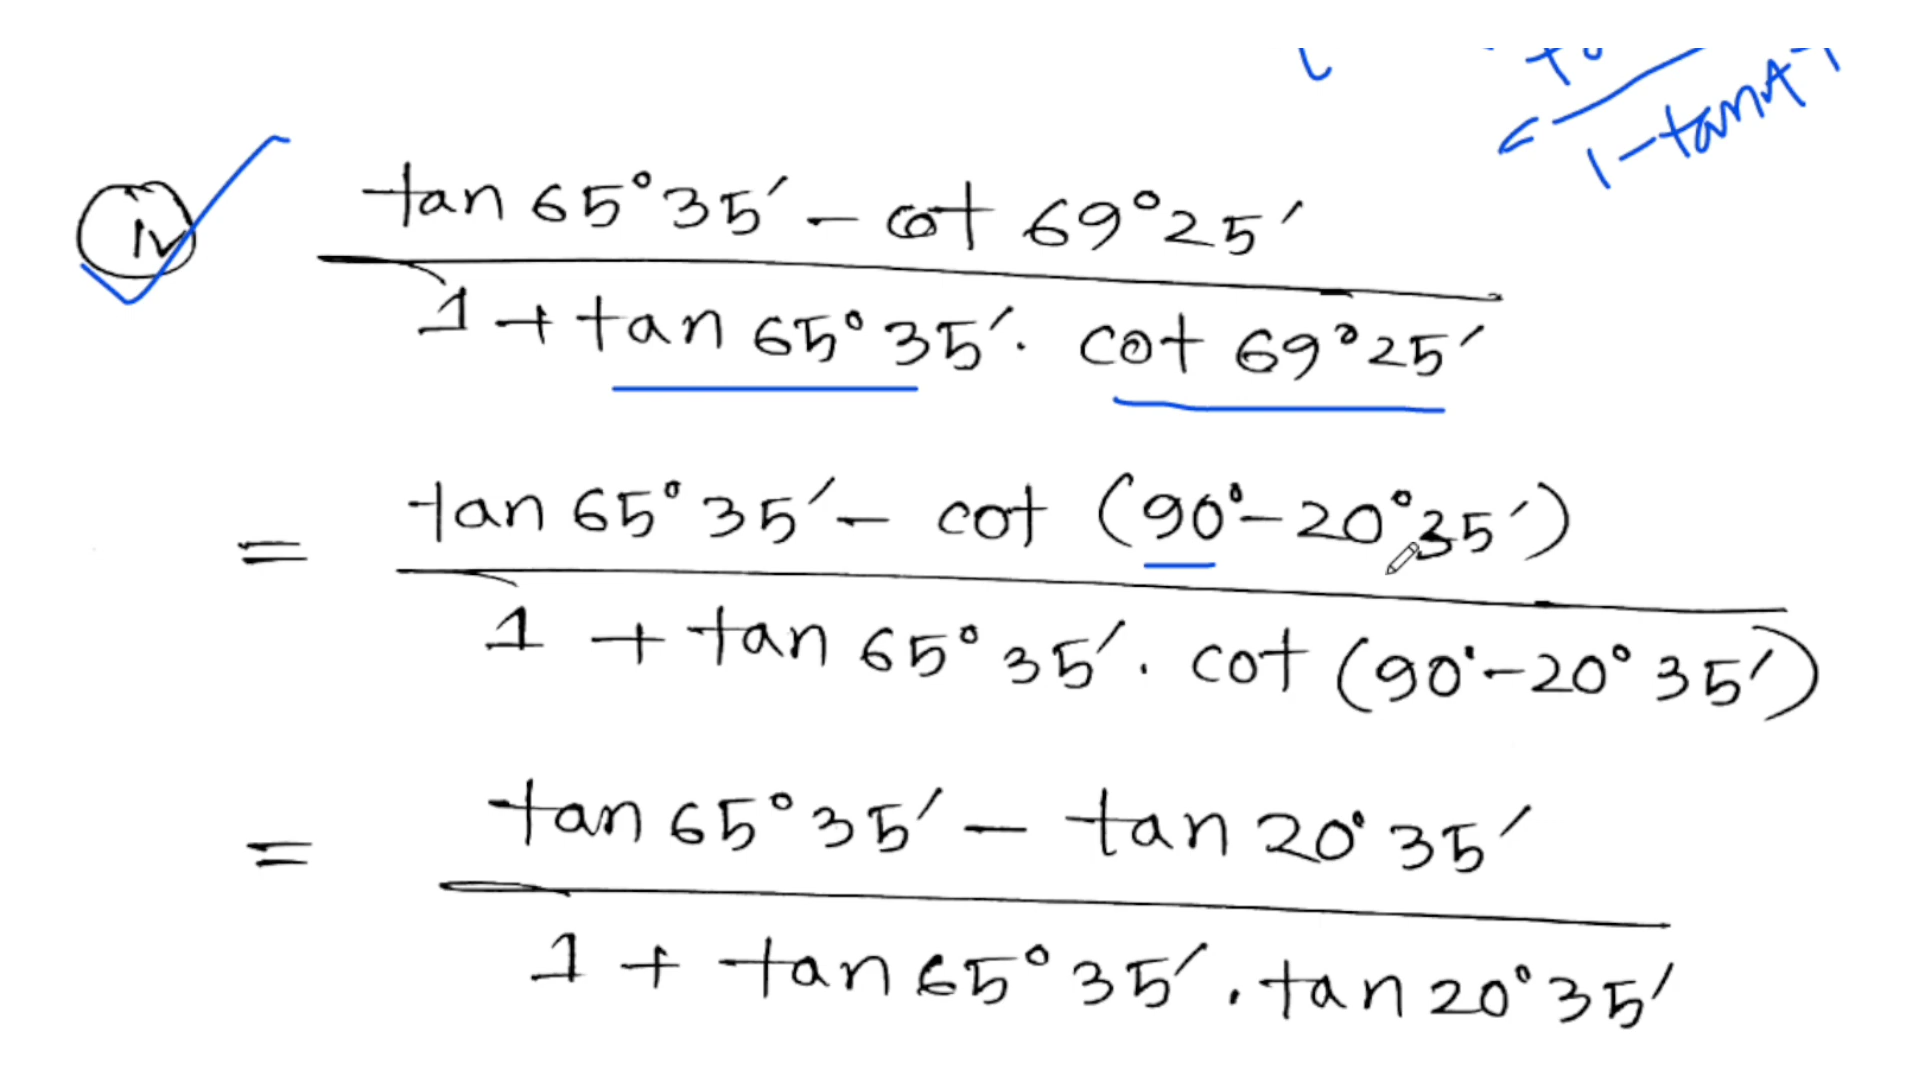 1-tanA
iv
tan 65°35′ - cot 69°25′
1 + tan 65°35′. cot 69°25′
tan 65°35′ - cot (90°-20°35′)
=
1 + tan 65°35′. cot (90°-20°35′)
tan 65°35′ - tan 20°35′
=
1 + tan 65°35′. tan 20°35′